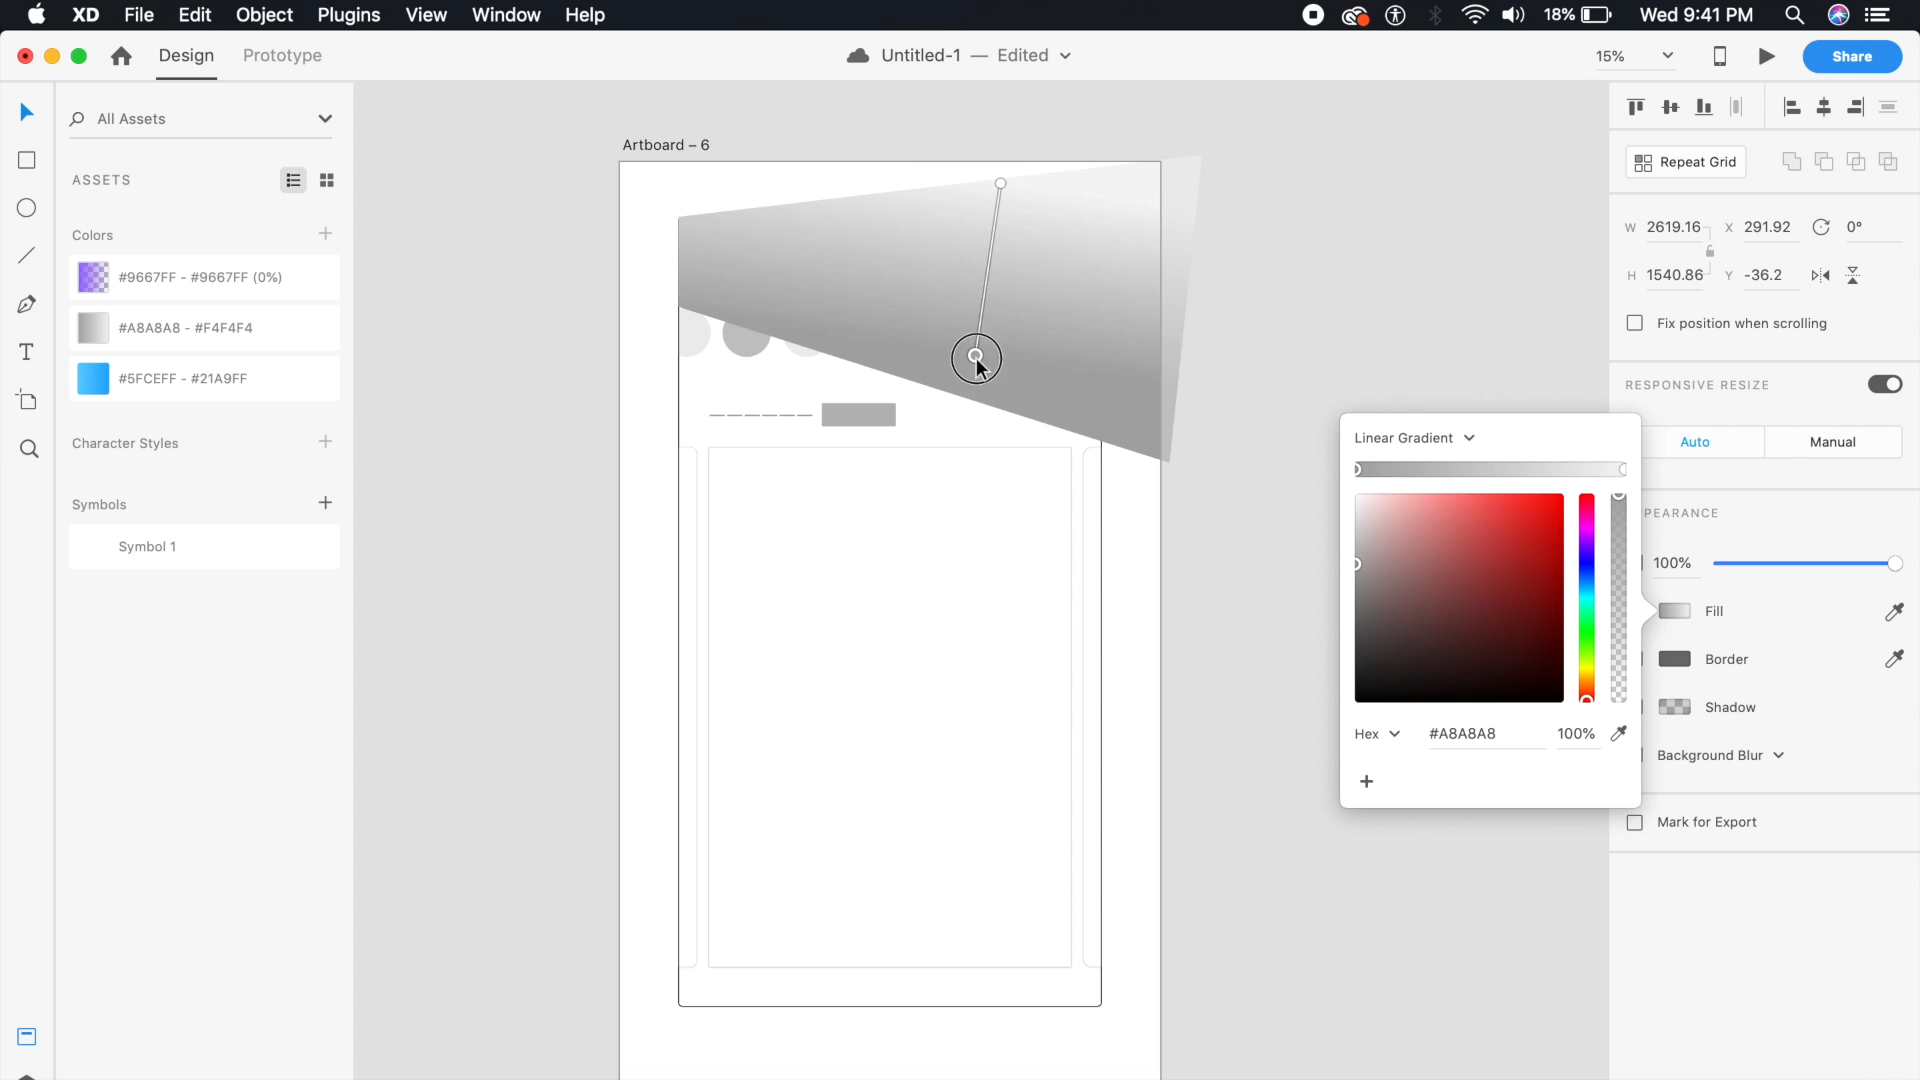 XD File Edit Object Plugins View Window Help 18% Wed 9:41 PM
Design Prototype Untitled-1 — Edited 15% Share
All Assets
ASSETS
Colors
#9667FF - #9667FF (0%)
#A8A8A8 - #F4F4F4
#5FCEFF - #21A9FF
Character Styles
Symbols
Symbol 1
Artboard – 6
Repeat Grid
W 2619.16 X 291.92 0°
H 1540.86 Y -36.2
Fix position when scrolling
RESPONSIVE RESIZE
Auto Manual
PEARANCE
100%
Fill
Border
Shadow
Background Blur
Mark for Export
Linear Gradient
Hex #A8A8A8 100%